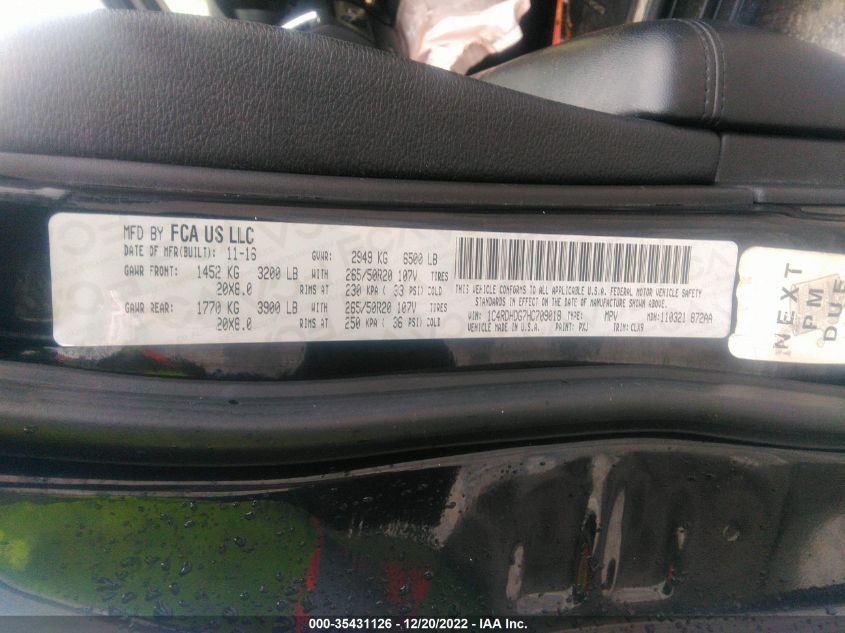 MFD BY FCA US LLC
DATE OF MFR(BUILT): 11-16 GVWR: 2949 KG 6500 LB
GAWR FRONT: 1452 KG 3200 LB WITH 265/50R20 107V TIRES
20X8.0 RIMS AT 230 KPA ( 33 PSI) COLD
GAWR REAR: 1770 KG 3900 LB WITH 265/50R20 107V TIRES
20X8.0 RIMS AT 250 KPA ( 36 PSI) COLD
THIS VEHICLE CONFORMS TO ALL APPLICABLE U.S.A. FEDERAL MOTOR VEHICLE SAFETY
STANDARDS IN EFFECT ON THE DATE OF MANUFACTURE SHOWN ABOVE.
VIN: 1C4RDHDG7HC709019 TYPE: MPV MDH: 110321 872AA
VEHICLE MADE IN U.S.A. PAINT: PXJ TRIM: CLX9
NEXT
PM
DUE
000-35431126 - 12/20/2022 - IAA Inc.